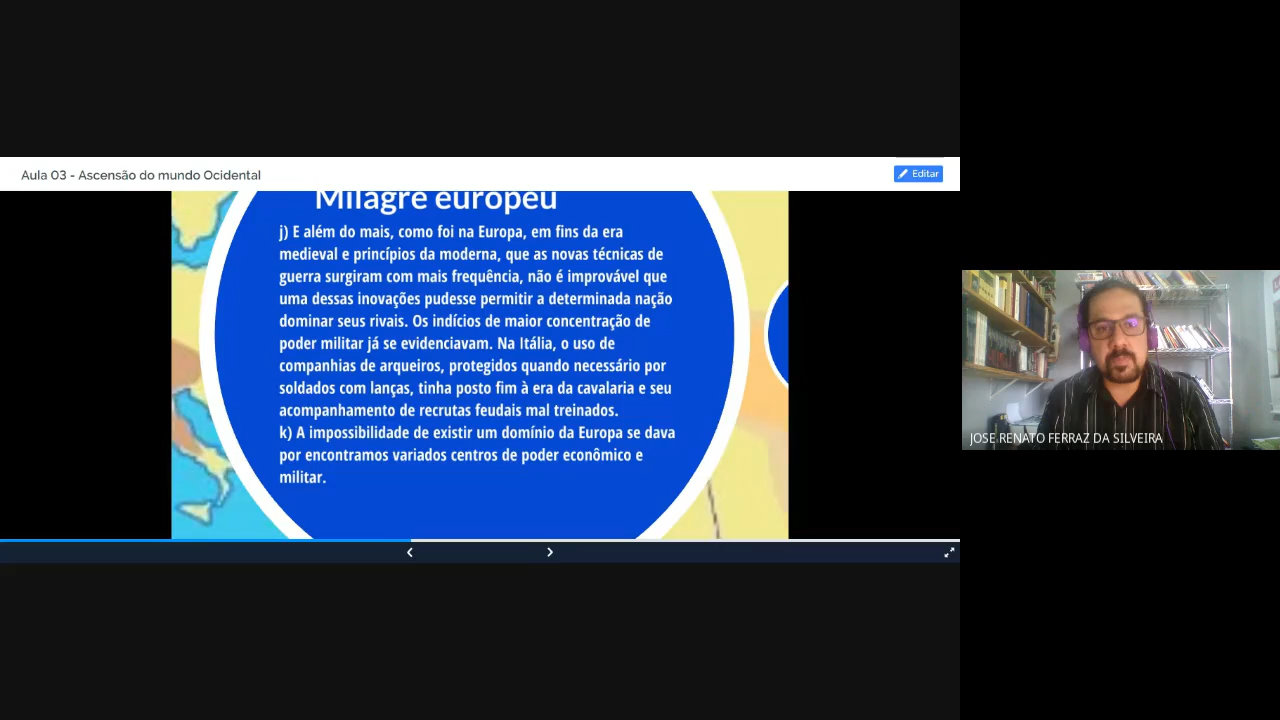 Aula 03 - Ascensão do mundo Ocidental
Editar
Milagre europeu
j) E além do mais, como foi na Europa, em fins da era
medieval e princípios da moderna, que as novas técnicas de
guerra surgiram com mais frequência, não é improvável que
uma dessas inovações pudesse permitir a determinada nação
dominar seus rivais. Os indícios de maior concentração de
poder militar já se evidenciavam. Na Itália, o uso de
companhias de arqueiros, protegidos quando necessário por
soldados com lanças, tinha posto fim à era da cavalaria e seu
acompanhamento de recrutas feudais mal treinados.
k) A impossibilidade de existir um domínio da Europa se dava
por encontramos variados centros de poder econômico e
militar.
JOSE RENATO FERRAZ DA SILVEIRA